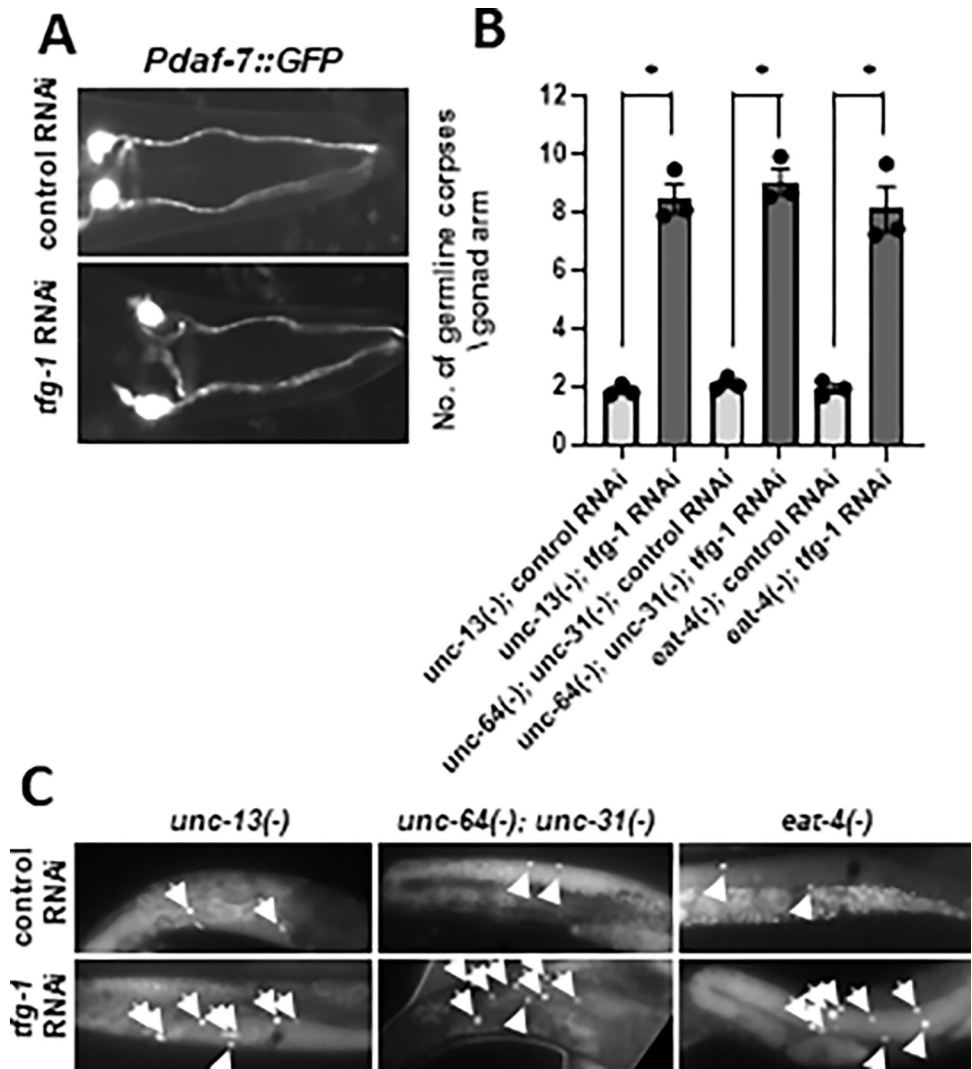 A
Pdaf-7::GFP
control RNAi
tfg-1 RNAi
B
No. of germline corpses
\ gonad arm
* * *
12
10
8
6
4
2
0
unc-13(-); control RNAi
unc-13(-); tfg-1 RNAi
unc-64(-); unc-31(-); control RNAi
unc-64(-); unc-31(-); tfg-1 RNAi
eat-4(-); control RNAi
eat-4(-); tfg-1 RNAi
C
unc-13(-) unc-64(-); unc-31(-) eat-4(-)
control
RNAi
tfg-1
RNAi